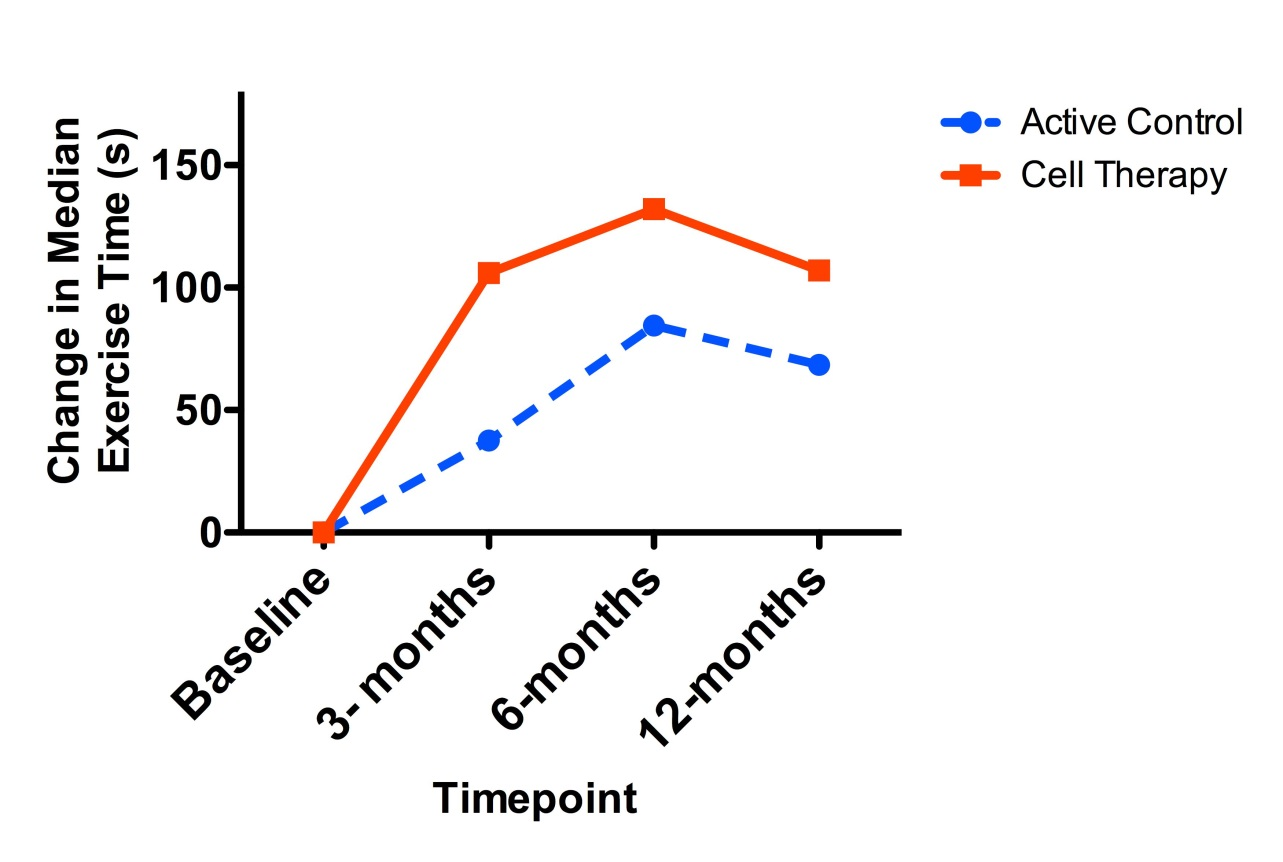 Change in Median
Exercise Time (s)
150
100
50
0
Active Control
Cell Therapy
Baseline
3- months
6-months
12-months
Timepoint